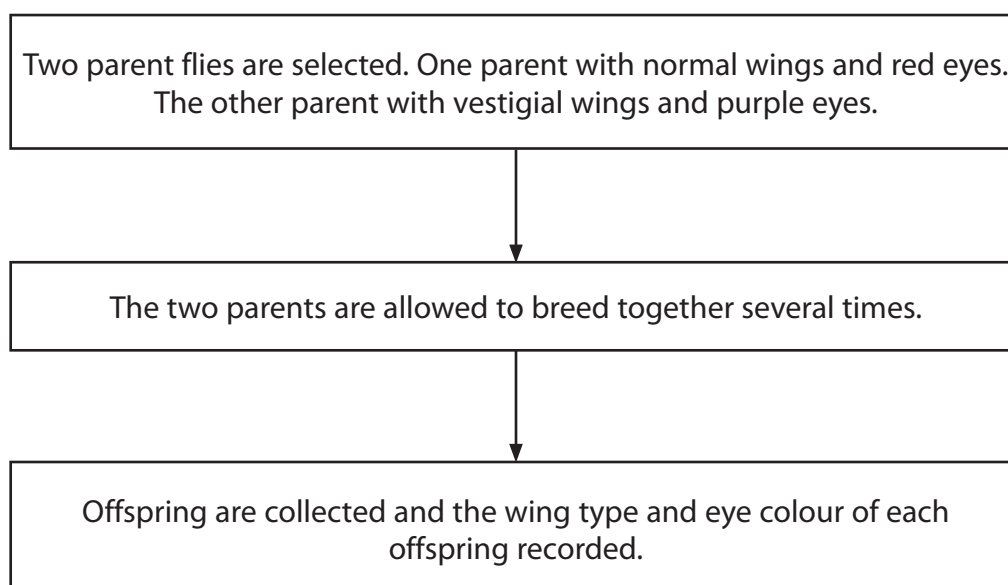 Two parent flies are selected. One parent with normal wings and red eyes.
The other parent with vestigial wings and purple eyes.
The two parents are allowed to breed together several times.
Offspring are collected and the wing type and eye colour of each
offspring recorded.